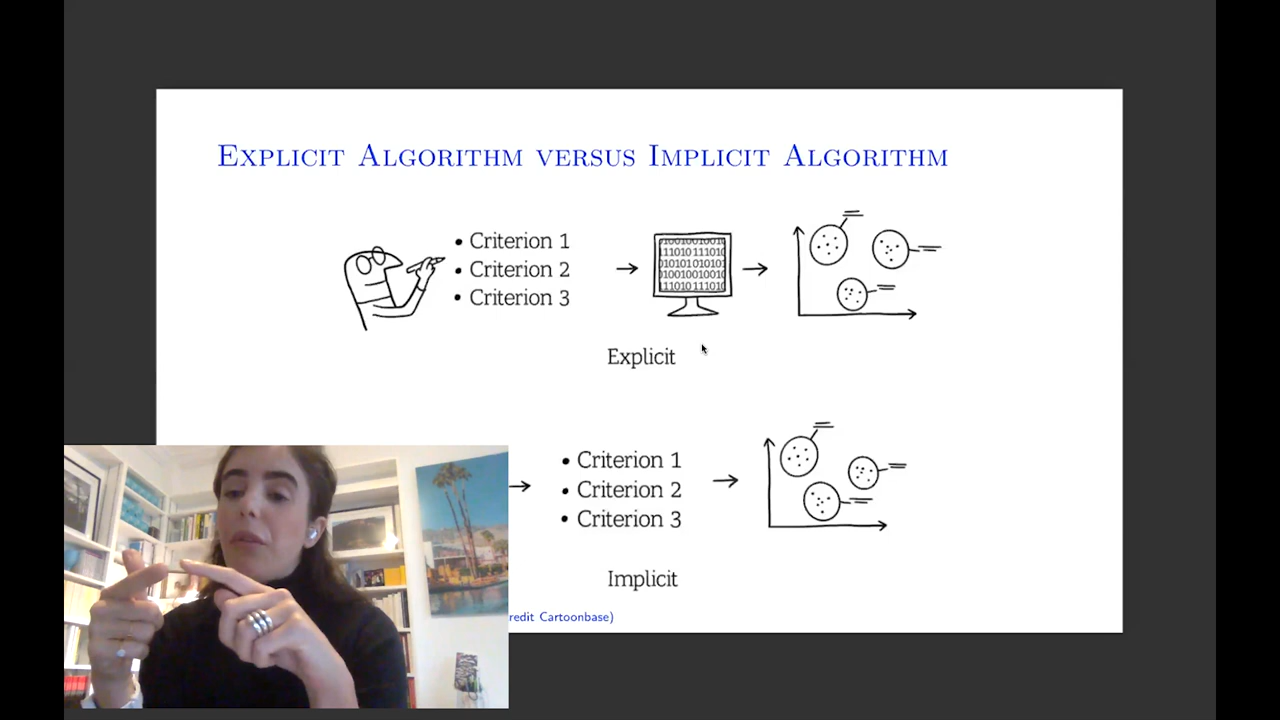 EXPLICIT ALGORITHM VERSUS IMPLICIT ALGORITHM
• Criterion 1
• Criterion 2
• Criterion 3
Explicit
• Criterion 1
• Criterion 2
• Criterion 3
Implicit
Cartoonbase)